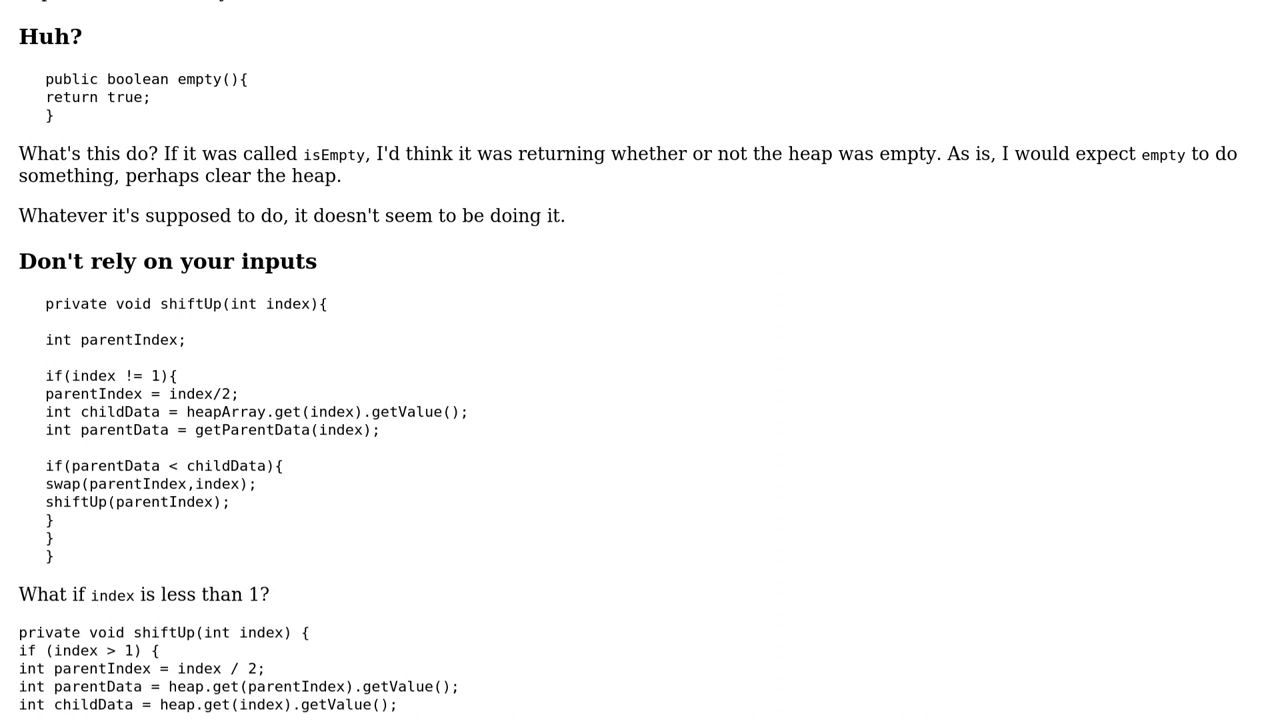 Huh?
public boolean empty(){
return true;
}
What's this do? If it was called isEmpty, I'd think it was returning whether or not the heap was empty. As is, I would expect empty to do
something, perhaps clear the heap.
Whatever it's supposed to do, it doesn't seem to be doing it.
Don't rely on your inputs
private void shiftUp(int index){
int parentIndex;
if(index != 1){
parentIndex = index/2;
int childData = heapArray.get(index).getValue();
int parentData = getParentData(index);
if(parentData < childData){
swap(parentIndex,index);
shiftUp(parentIndex);
}
}
}
What if index is less than 1?
private void shiftUp(int index) {
if (index > 1) {
int parentIndex = index / 2;
int parentData = heap.get(parentIndex).getValue();
int childData = heap.get(index).getValue();